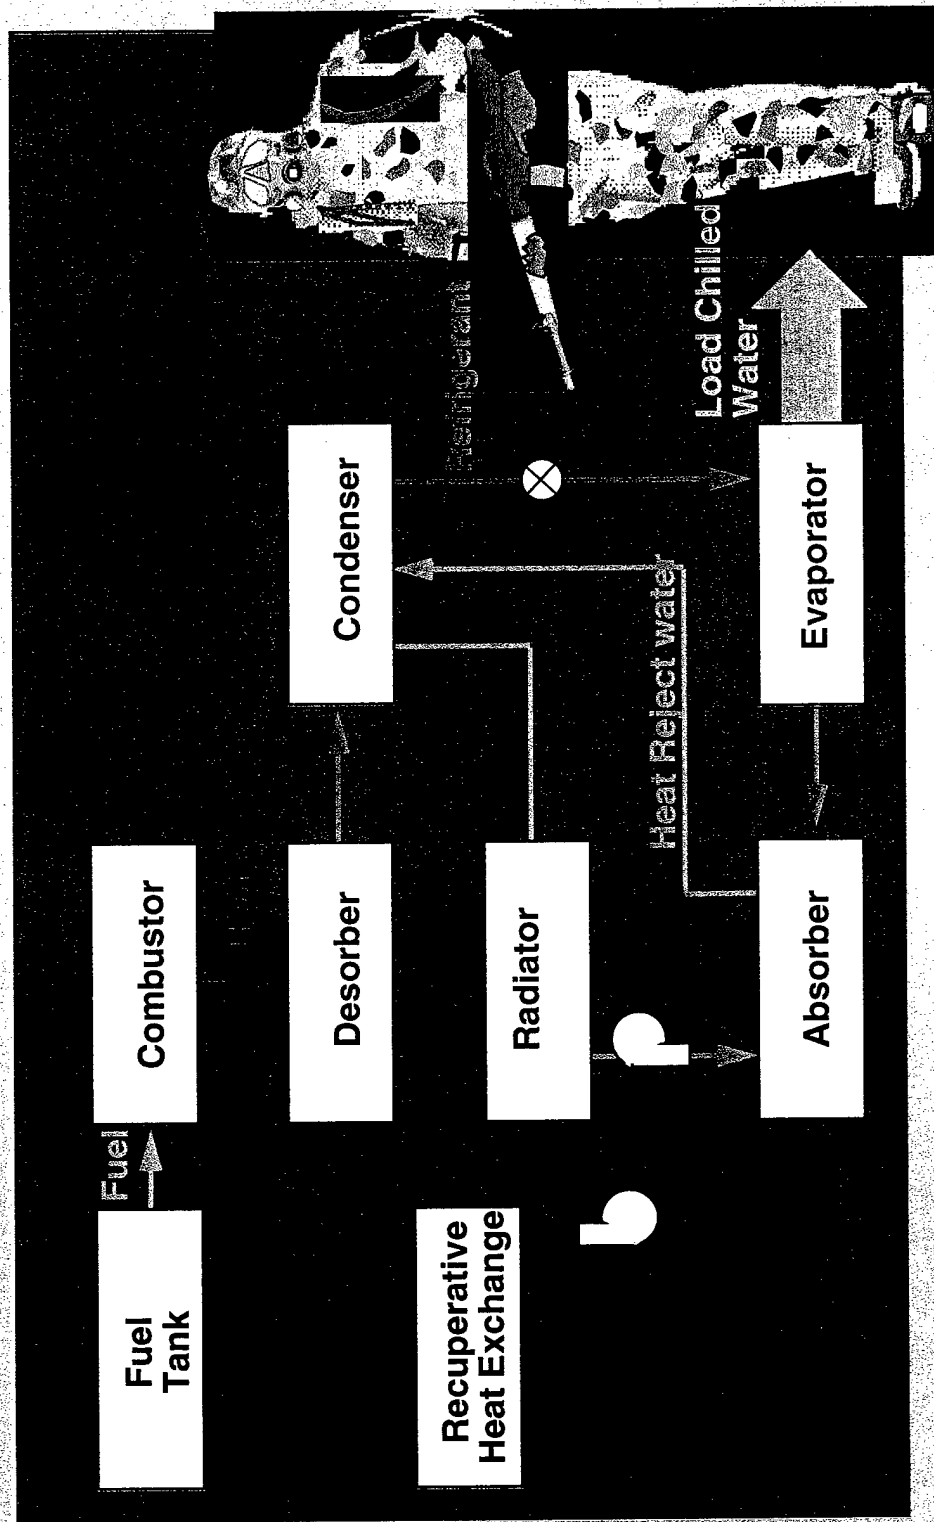 Fuel
Tank
Fuel
Combustor
Desorber
Condenser
Refrigerant
Recuperative
Heat Exchange
Radiator
Heat Reject water
Load Chilled
Water
Absorber
Evaporator